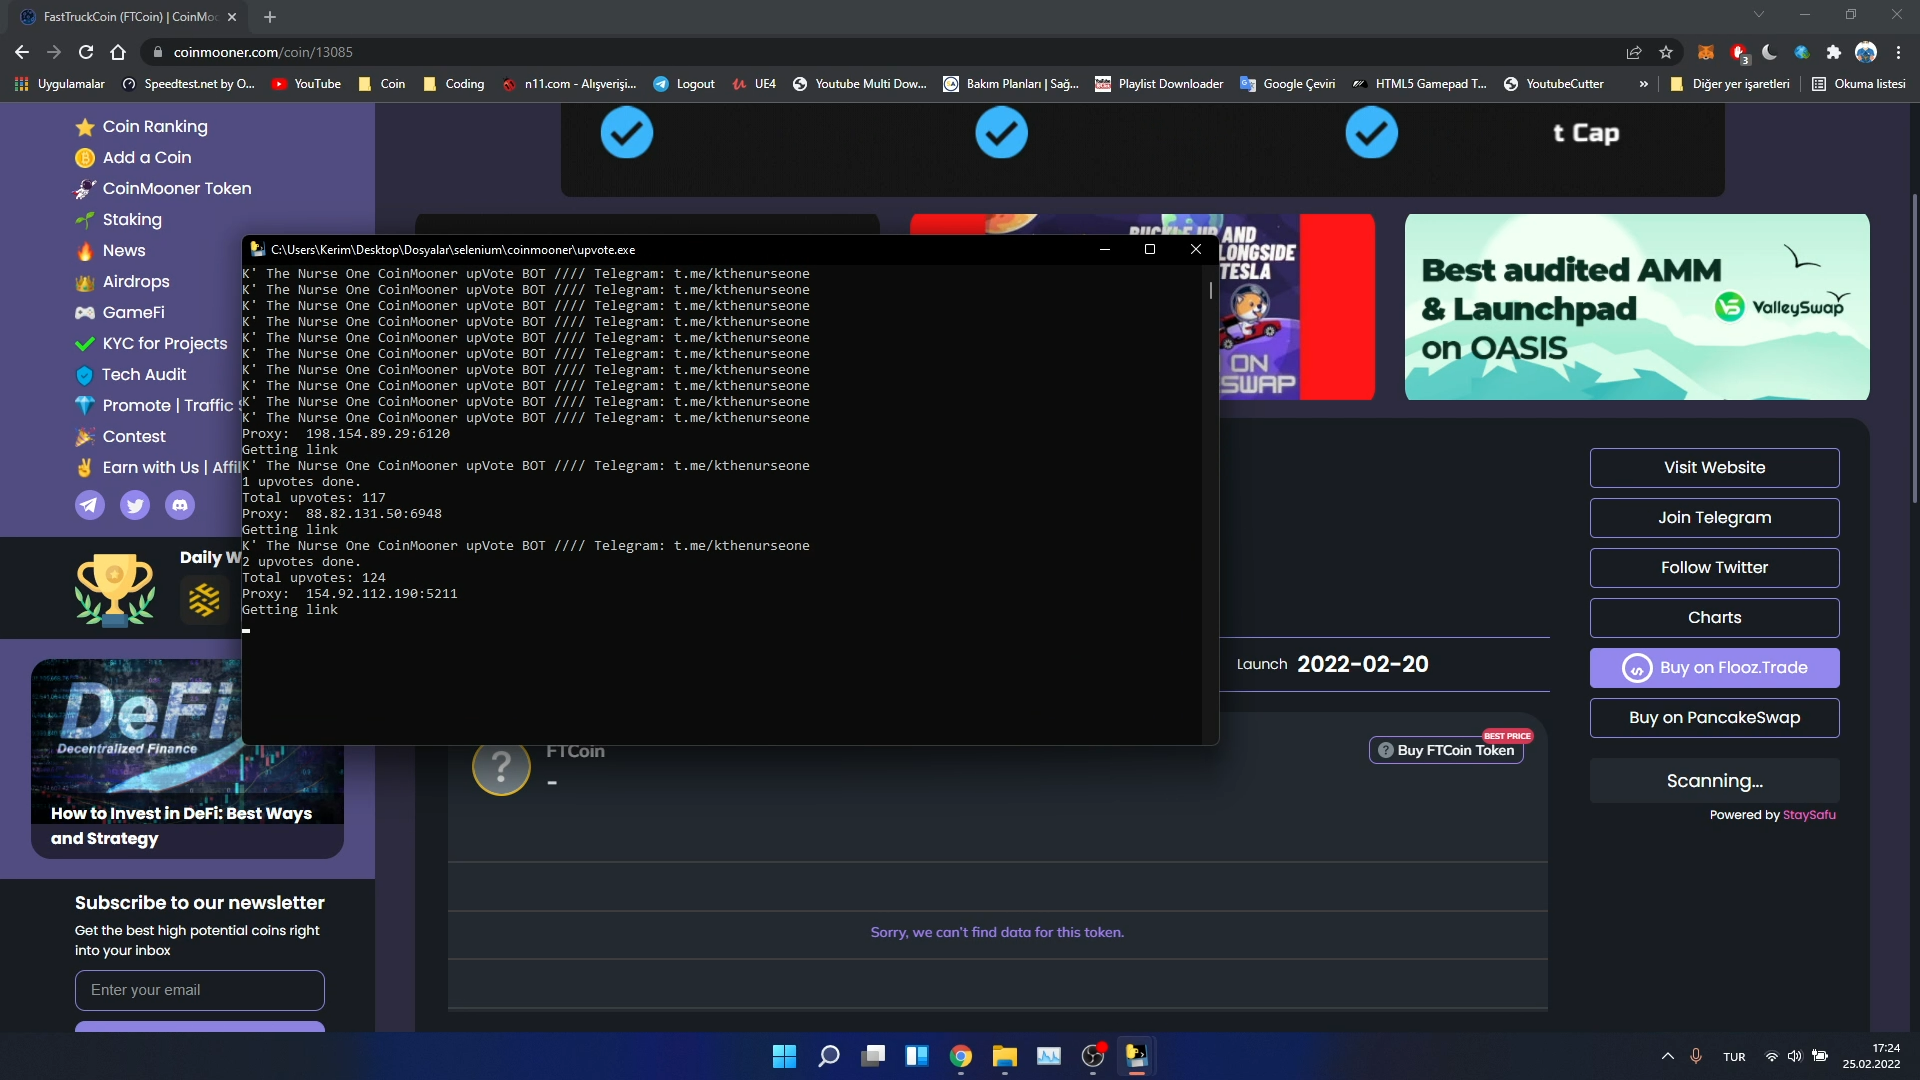 FastTruckCoin (FTCoin) | CoinMoo
coinmooner.com/coin/13085
3
Uygulamalar
Speedtest.net by O...
YouTube
Coin
Coding
n11.com - Alışverişi...
Logout
UE4
Youtube Multi Dow...
Bakım Planları | Sağ...
Playlist Downloader
Google Çeviri
HTML5 Gamepad T...
YoutubeCutter
»
Diğer yer işaretleri
Okuma listesi
Coin Ranking
Add a Coin
CoinMooner Token
Staking
News
Airdrops
GameFi
KYC for Projects
Tech Audit
Promote | Traffic
Contest
Earn with Us | Affil
Daily W
DeFi
Decentralized Finance
How to Invest in DeFi: Best Ways
and Strategy
Subscribe to our newsletter
Get the best high potential coins right
into your inbox
Enter your email
t Cap
BUCKLE UP AND
LONGSIDE
TESLA
ON
SWAP
Best audited AMM
& Launchpad
on OASIS
ValleySwap
C:\Users\Kerim\Desktop\Dosyalar\selenium\coinmooner\upvote.exe
K' The Nurse One CoinMooner upVote BOT //// Telegram: t.me/kthenurseone
K' The Nurse One CoinMooner upVote BOT //// Telegram: t.me/kthenurseone
K' The Nurse One CoinMooner upVote BOT //// Telegram: t.me/kthenurseone
K' The Nurse One CoinMooner upVote BOT //// Telegram: t.me/kthenurseone
K' The Nurse One CoinMooner upVote BOT //// Telegram: t.me/kthenurseone
K' The Nurse One CoinMooner upVote BOT //// Telegram: t.me/kthenurseone
K' The Nurse One CoinMooner upVote BOT //// Telegram: t.me/kthenurseone
K' The Nurse One CoinMooner upVote BOT //// Telegram: t.me/kthenurseone
K' The Nurse One CoinMooner upVote BOT //// Telegram: t.me/kthenurseone
K' The Nurse One CoinMooner upVote BOT //// Telegram: t.me/kthenurseone
Proxy:  198.154.89.29:6120
Getting link
K' The Nurse One CoinMooner upVote BOT //// Telegram: t.me/kthenurseone
1 upvotes done.
Total upvotes: 117
Proxy:  88.82.131.50:6948
Getting link
K' The Nurse One CoinMooner upVote BOT //// Telegram: t.me/kthenurseone
2 upvotes done.
Total upvotes: 124
Proxy:  154.92.112.190:5211
Getting link
Launch 2022-02-20
FTCoin
-
BEST PRICE
Buy FTCoin Token
Sorry, we can't find data for this token.
Visit Website
Join Telegram
Follow Twitter
Charts
Buy on Flooz.Trade
Buy on PancakeSwap
Scanning...
Powered by StaySafu
TUR
17:24
25.02.2022